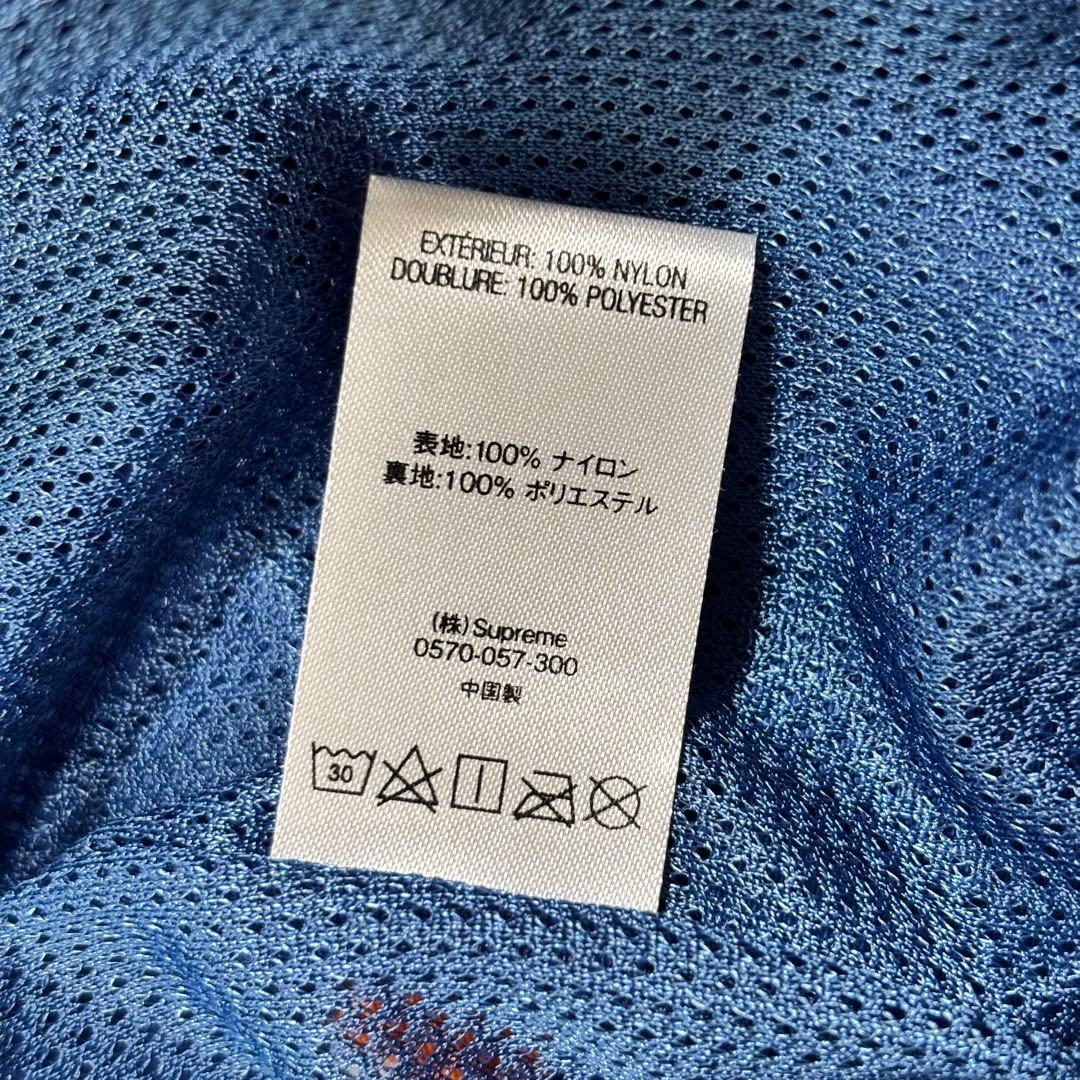 EXTÉRIEUR: 100% NYLON
DOUBLURE: 100% POLYESTER
表地:100% ナイロン
裏地:100% ポリエステル
(株)Supreme
0570-057-300
中国製
30